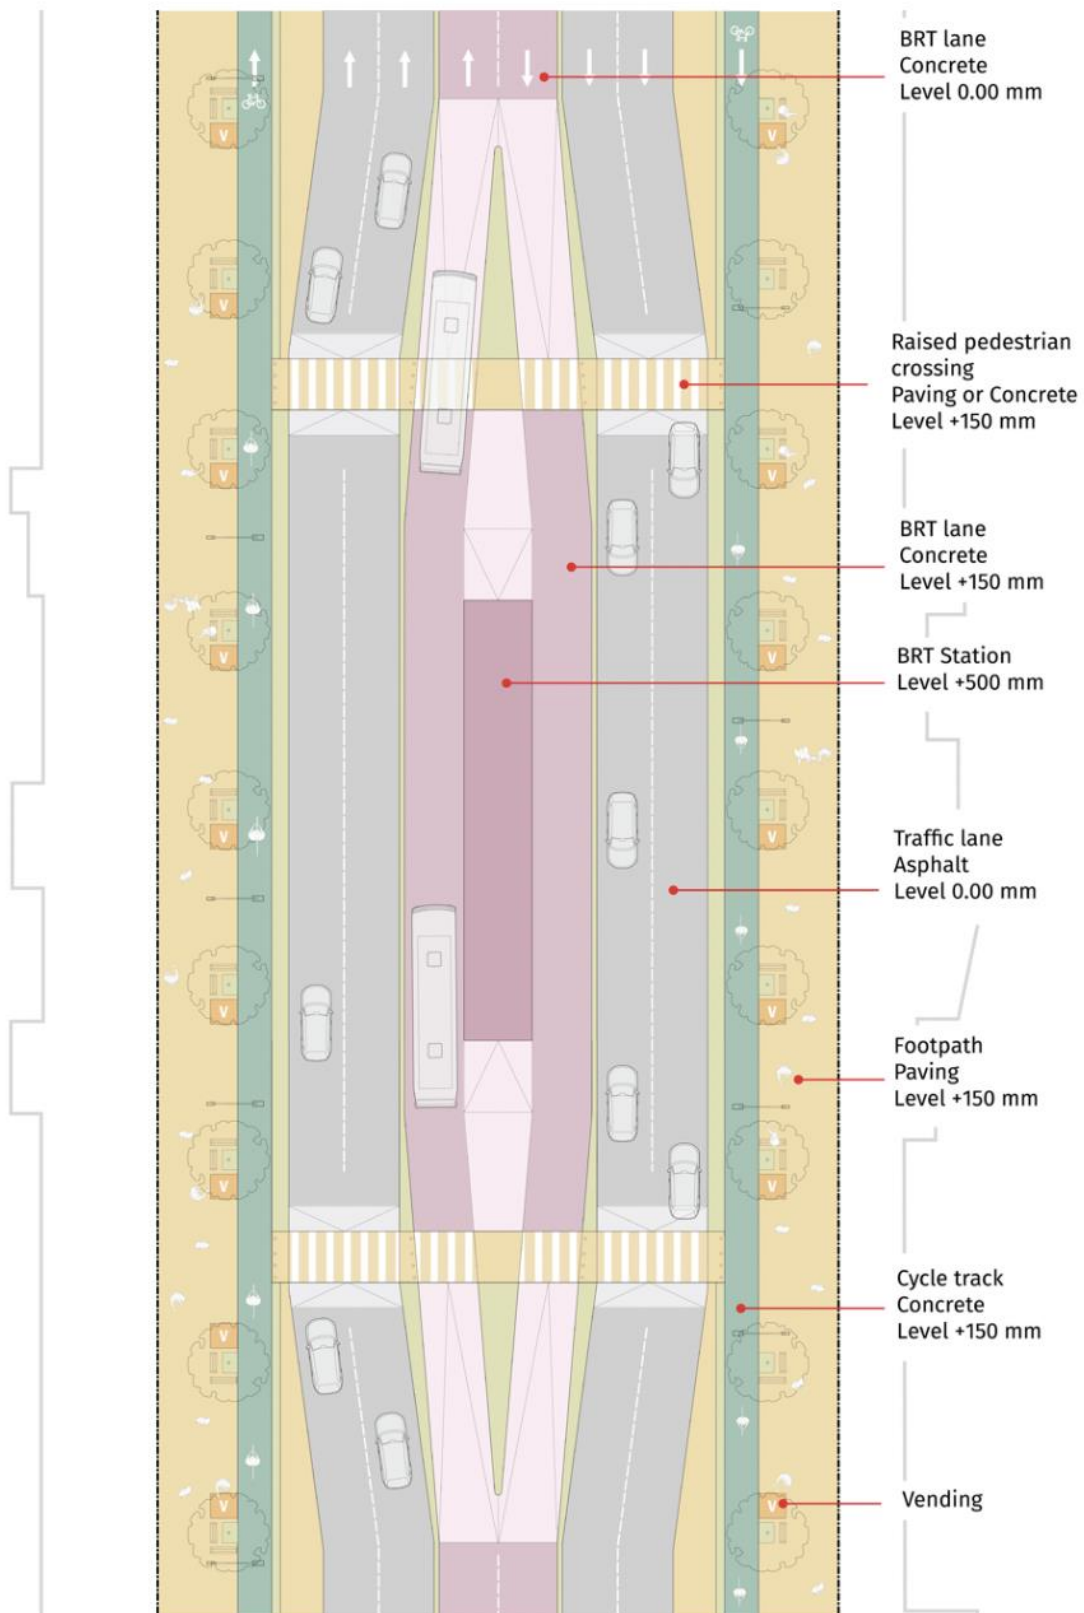 BRT lane
Concrete
Level 0.00 mm
V
V
V
V
Raised pedestrian
crossing
Paving or Concrete
Level +150 mm
V
V
BRT lane
Concrete
Level +150 mm
V
V
BRT Station
Level +500 mm
V
V
Traffic lane
Asphalt
Level 0.00 mm
V
V
Footpath
Paving
Level +150 mm
V
V
Cycle track
Concrete
Level +150 mm
V
V
V
Vending